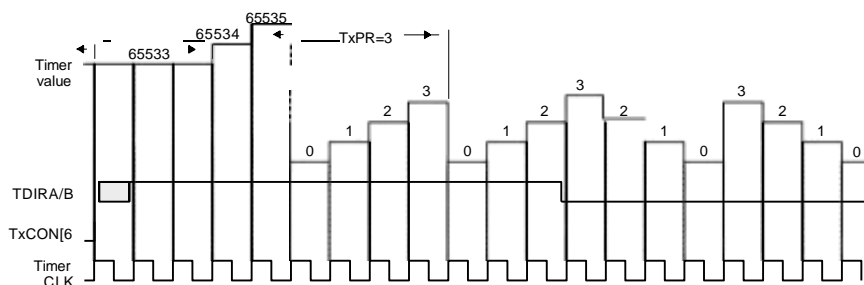 65535
65534
TxPR=3
65533
Timer
value
3
3
3
2
2
2
2
1
1
1
1
0
0
0
0
TDIRA/B
TxCON[6
Timer
CLK